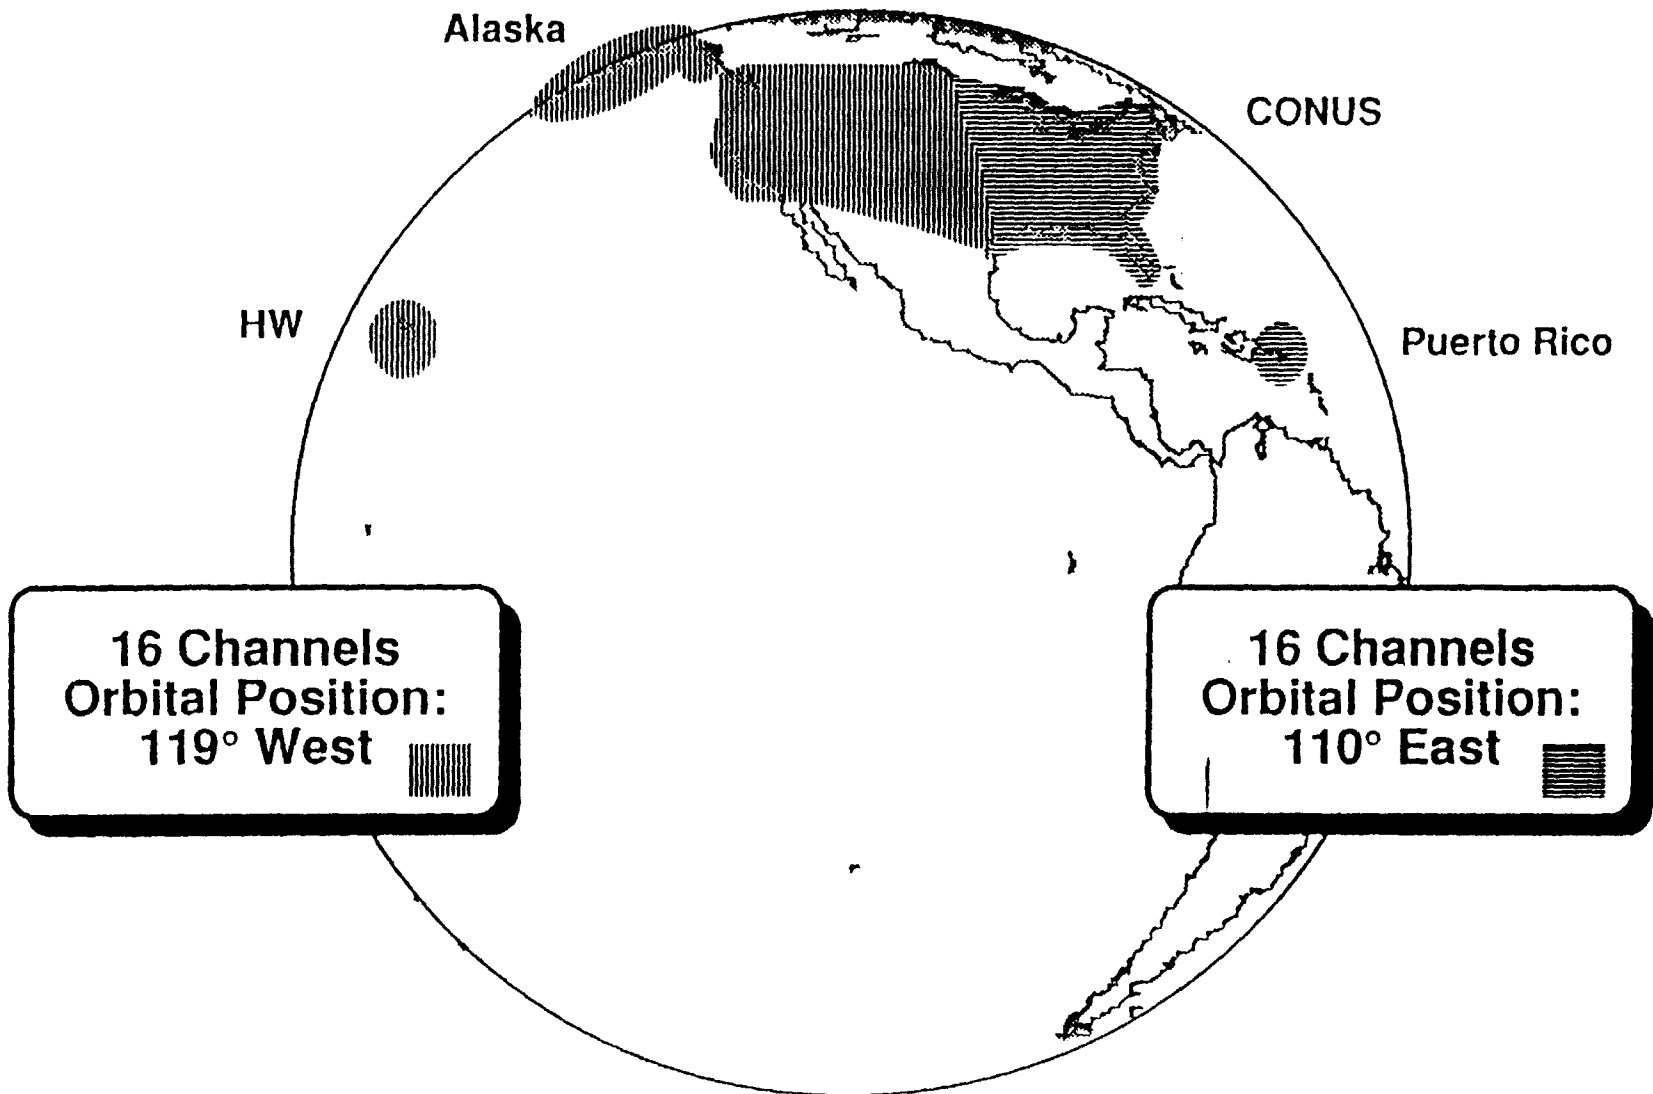 Alaska
CONUS
HW
Puerto Rico
16 Channels
Orbital Position:
119° West
16 Channels
Orbital Position:
110° East